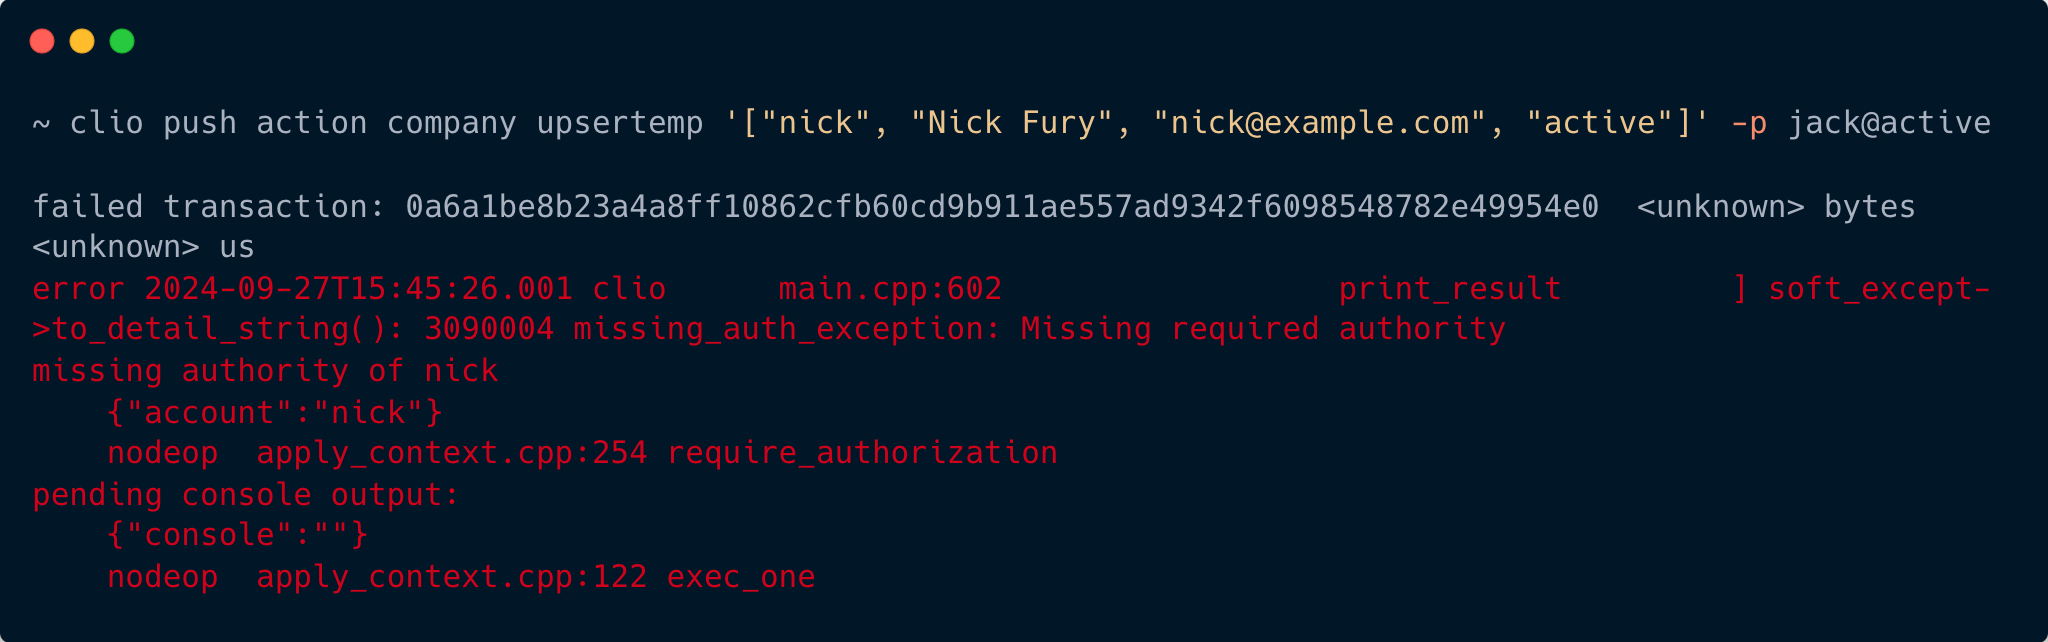 ~ clio push action company upsertemp '["nick", "Nick Fury", "nick@example.com", "active"]' -p jack@active
failed transaction: 0a6a1be8b23a4a8ff10862cfb60cd9b911ae557ad9342f6098548782e49954e0  <unknown> bytes
<unknown> us
error 2024-09-27T15:45:26.001 clio      main.cpp:602                  print_result         ] soft_except-
>to_detail_string(): 3090004 missing_auth_exception: Missing required authority
missing authority of nick
    {"account":"nick"}
    nodeop  apply_context.cpp:254 require_authorization
pending console output:
    {"console":""}
    nodeop  apply_context.cpp:122 exec_one